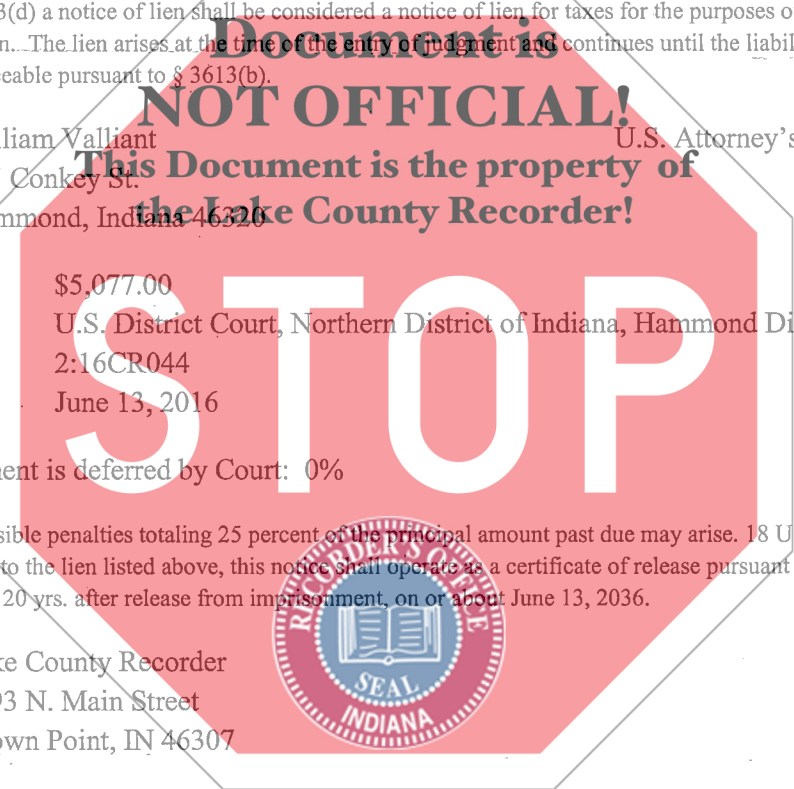 3(d) a notice of lien shall be considered a notice of lien for taxes for the purposes o
n. The lien arises at the time of the entry of judgment and continues until the liabil
ceable pursuant to § 3613(b).
Document is
NOT OFFICIAL!
This Document is the property of
the Lake County Recorder!
lliam Valliant
U.S. Attorney's
Conkey St.
mmond, Indiana 46320
$5,077.00
U.S. District Court, Northern District of Indiana, Hammond Di
2:16CR044
June 13, 2016
STOP
ent is deferred by Court: 0%
sible penalties totaling 25 percent of the principal amount past due may arise. 18 U
to the lien listed above, this notice shall operate as a certificate of release pursuant
20 yrs. after release from imprisonment, on or about June 13, 2036.
RECORDER'S OFFICE
SEAL
INDIANA
ke County Recorder
93 N. Main Street
own Point, IN 46307